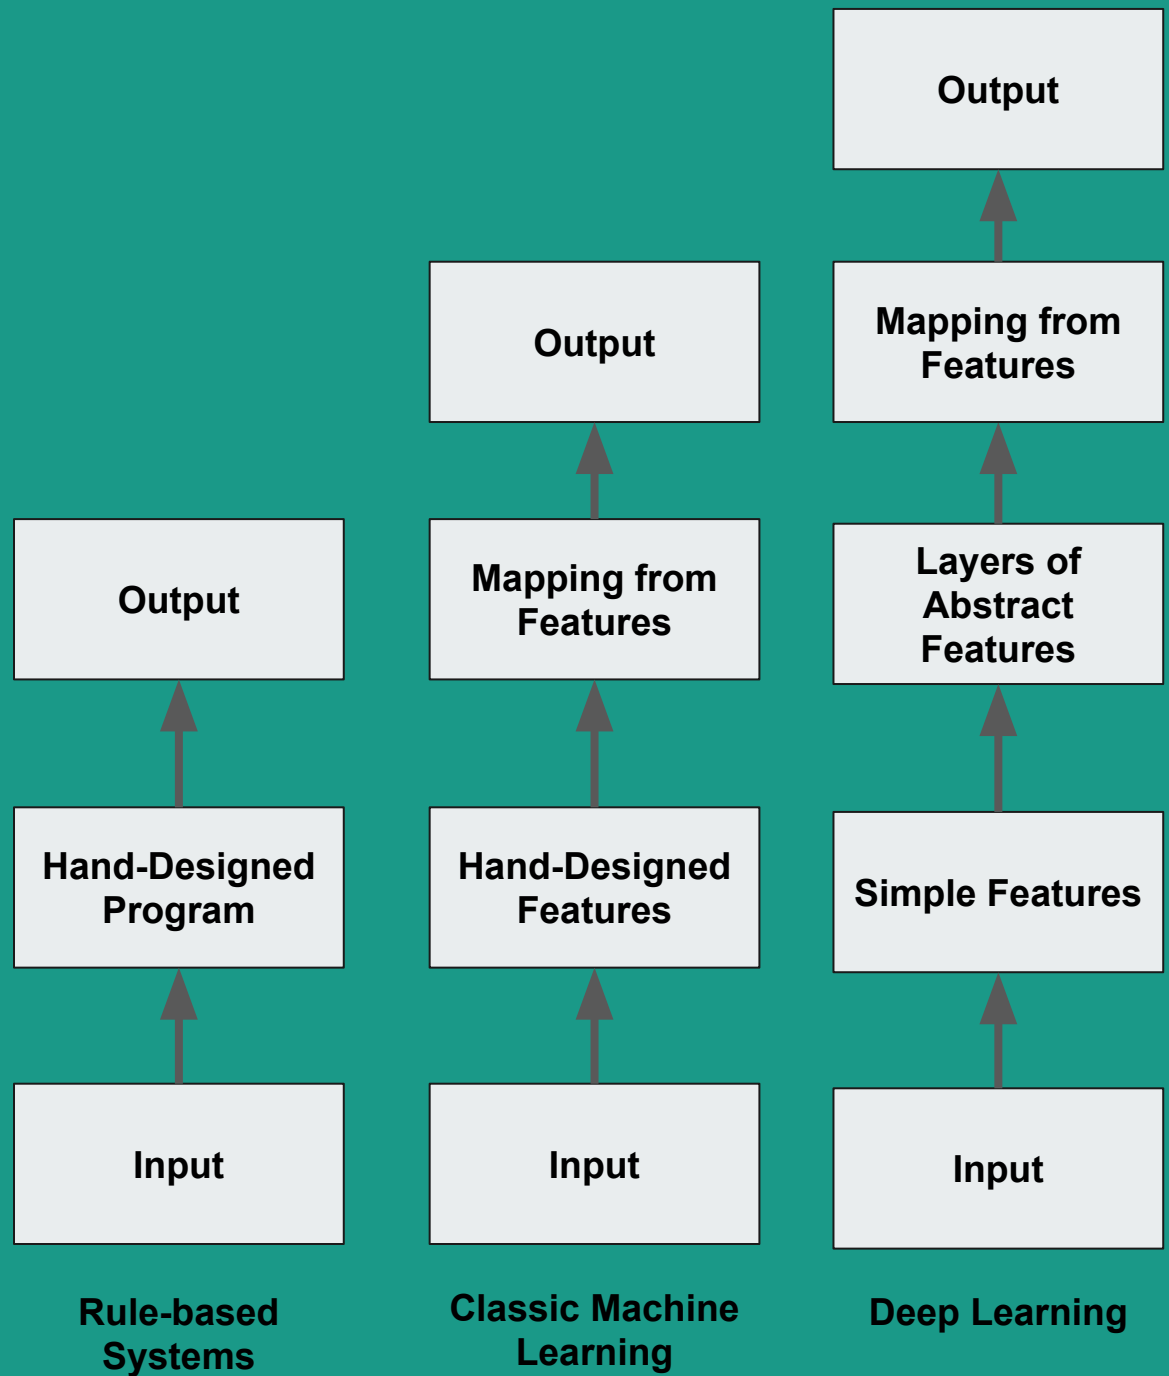 Output
Mapping from
Features
Layers of
Abstract
Features
Simple Features
Input
Deep Learning
Output
Mapping from
Features
Hand-Designed
Features
Input
Classic Machine
Learning
Output
Hand-Designed
Program
Input
Rule-based
Systems